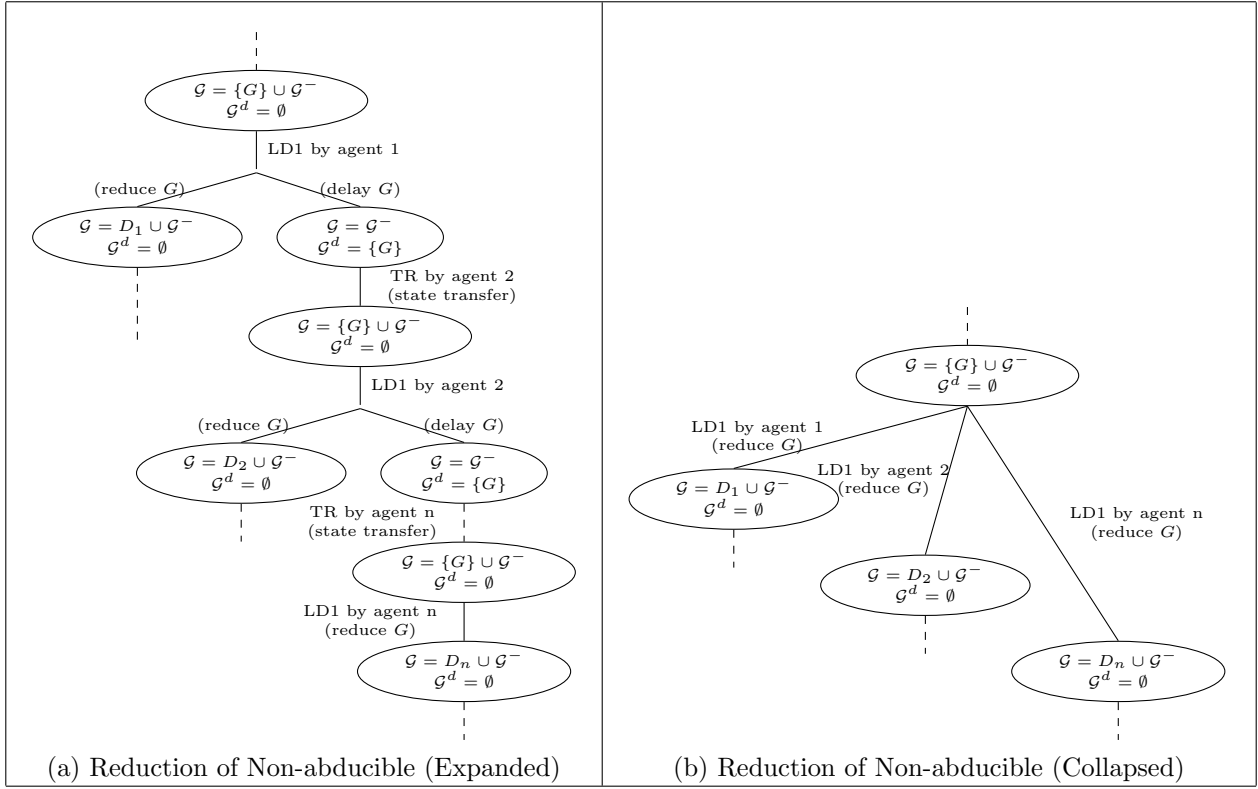 𝒢 = {G} ∪ 𝒢⁻
𝒢ᵈ = ∅
LD1 by agent 1
(reduce G)
(delay G)
𝒢 = D₁ ∪ 𝒢⁻
𝒢ᵈ = ∅
𝒢 = 𝒢⁻
𝒢ᵈ = {G}
TR by agent 2
(state transfer)
𝒢 = {G} ∪ 𝒢⁻
𝒢ᵈ = ∅
LD1 by agent 2
(reduce G)
(delay G)
𝒢 = D₂ ∪ 𝒢⁻
𝒢ᵈ = ∅
𝒢 = 𝒢⁻
𝒢ᵈ = {G}
TR by agent n
(state transfer)
𝒢 = {G} ∪ 𝒢⁻
𝒢ᵈ = ∅
LD1 by agent n
(reduce G)
𝒢 = Dₙ ∪ 𝒢⁻
𝒢ᵈ = ∅
(a) Reduction of Non-abducible (Expanded)
𝒢 = {G} ∪ 𝒢⁻
𝒢ᵈ = ∅
LD1 by agent 1
(reduce G)
𝒢 = D₁ ∪ 𝒢⁻
𝒢ᵈ = ∅
LD1 by agent 2
(reduce G)
𝒢 = D₂ ∪ 𝒢⁻
𝒢ᵈ = ∅
LD1 by agent n
(reduce G)
𝒢 = Dₙ ∪ 𝒢⁻
𝒢ᵈ = ∅
(b) Reduction of Non-abducible (Collapsed)